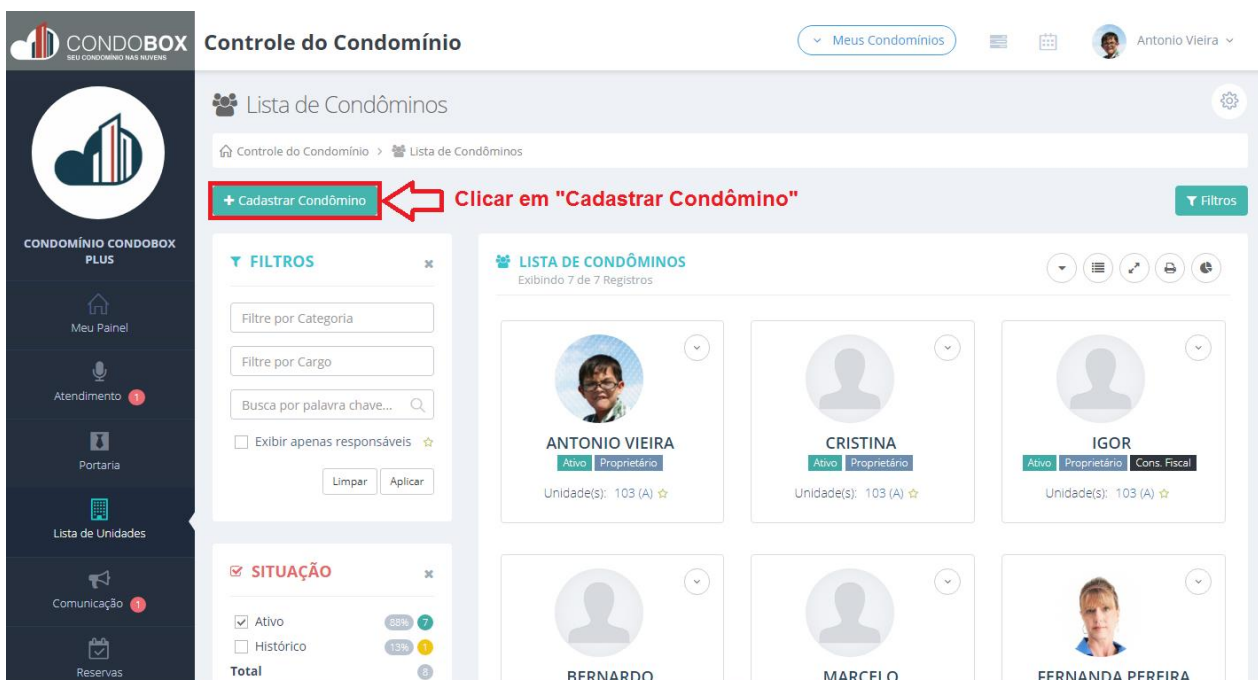 CONDOBOX
SEU CONDOMÍNIO NAS NUVENS
Controle do Condomínio
Meus Condomínios
Antonio Vieira
Lista de Condôminos
Controle do Condomínio > Lista de Condôminos
+ Cadastrar Condômino
Clicar em "Cadastrar Condômino"
Filtros
CONDOMÍNIO CONDOBOX
PLUS
Meu Painel
Atendimento 1
Portaria
Lista de Unidades
Comunicação 1
Reservas
FILTROS
Filtre por Categoria
Filtre por Cargo
Busca por palavra chave...
Exibir apenas responsáveis
Limpar Aplicar
SITUAÇÃO
Ativo 88% 7
Histórico 13% 1
Total 8
LISTA DE CONDÔMINOS
Exibindo 7 de 7 Registros
ANTONIO VIEIRA
Ativo Proprietário
Unidade(s): 103 (A)
CRISTINA
Ativo Proprietário
Unidade(s): 103 (A)
IGOR
Ativo Proprietário Cons. Fiscal
Unidade(s): 103 (A)
BERNARDO
MARCELO
FERNANDA PEREIRA